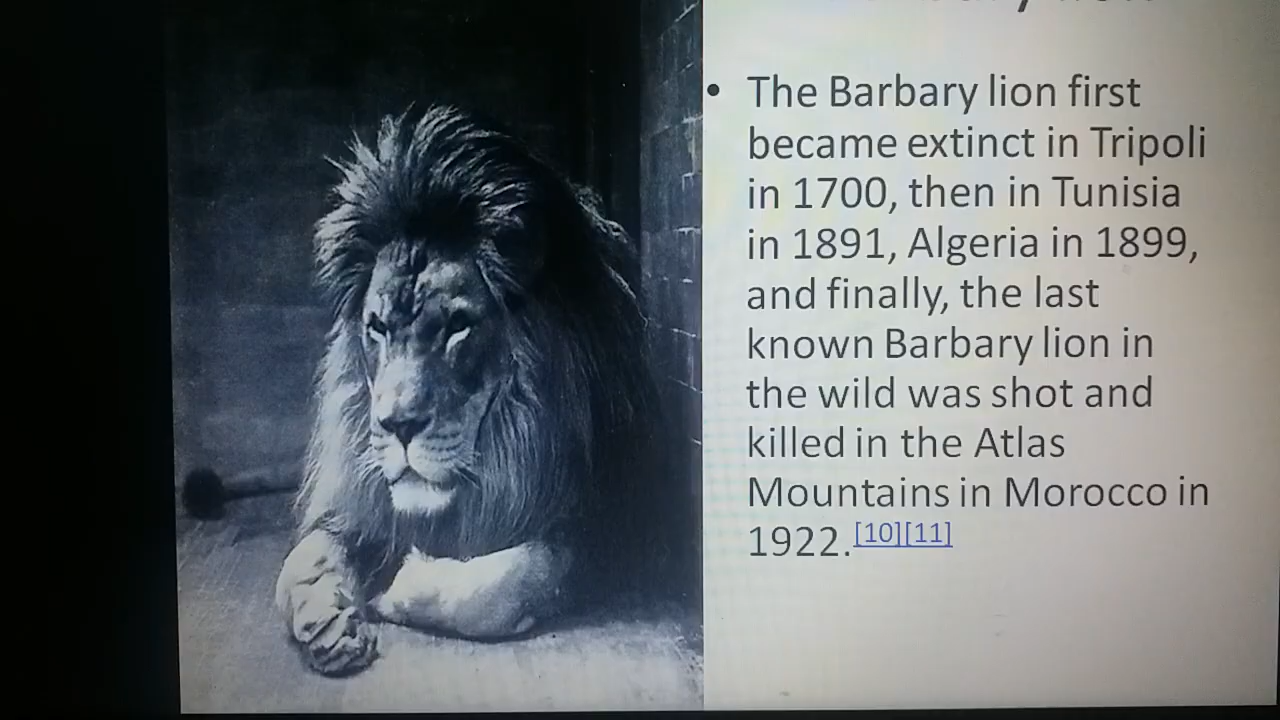 • The Barbary lion first
became extinct in Tripoli
in 1700, then in Tunisia
in 1891, Algeria in 1899,
and finally, the last
known Barbary lion in
the wild was shot and
killed in the Atlas
Mountains in Morocco in
1922.[10][11]